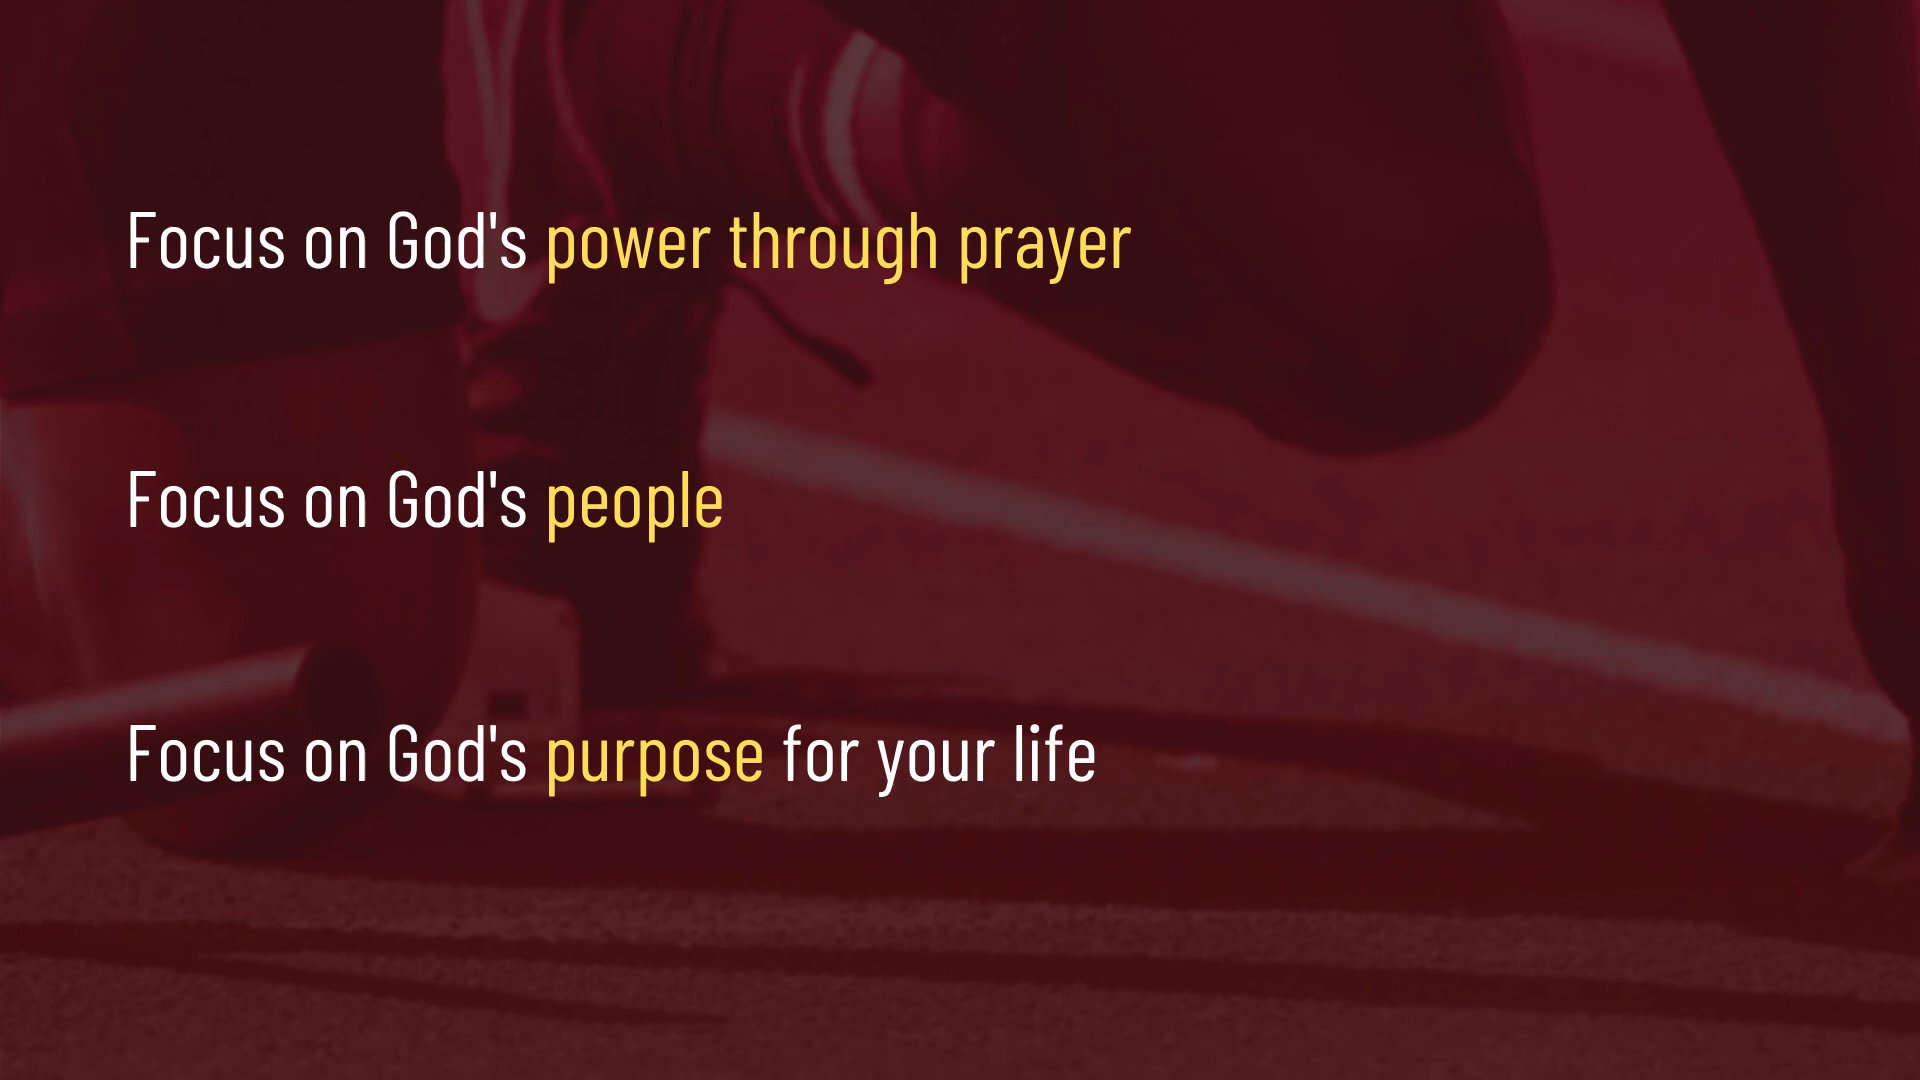 Focus on God's power through prayer
Focus on God's people
Focus on God's purpose for your life